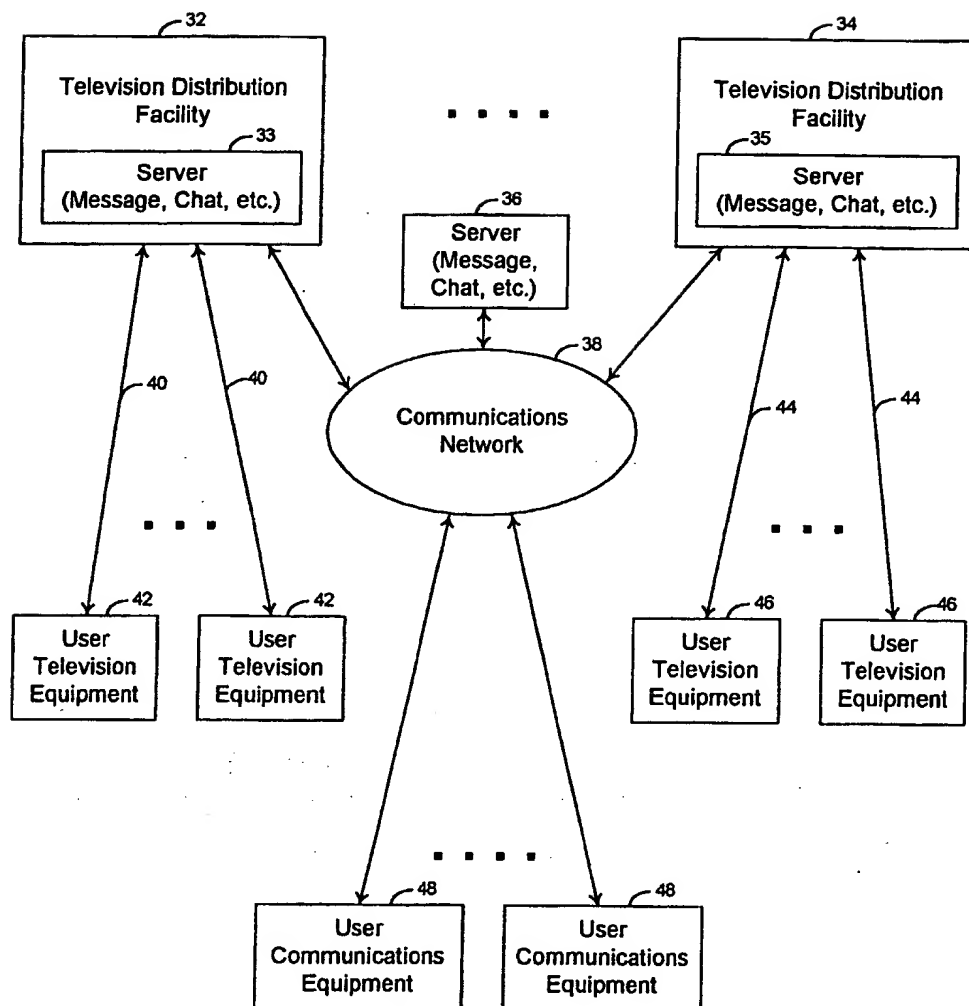 32
Television Distribution
Facility
33
Server
(Message, Chat, etc.)
34
Television Distribution
Facility
35
Server
(Message, Chat, etc.)
36
Server
(Message,
Chat, etc.)
38
Communications
Network
40
40
44
44
42
User
Television
Equipment
42
User
Television
Equipment
46
User
Television
Equipment
46
User
Television
Equipment
48
User
Communications
Equipment
48
User
Communications
Equipment